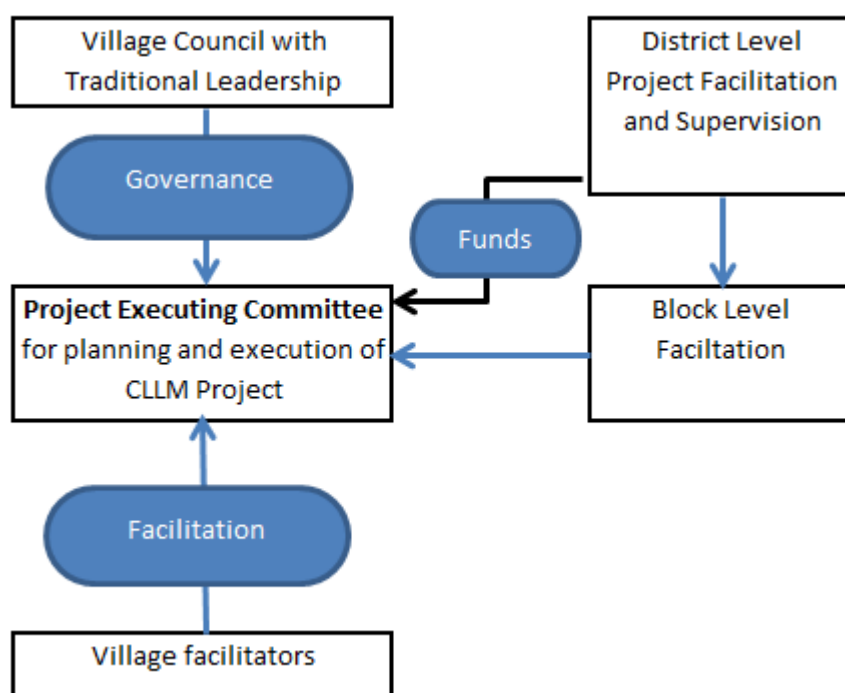 Village Council with
Traditional Leadership
District Level
Project Facilitation
and Supervision
Governance
Funds
Project Executing Committee
for planning and execution of
CLLM Project
Block Level
Faciltation
Facilitation
Village facilitators